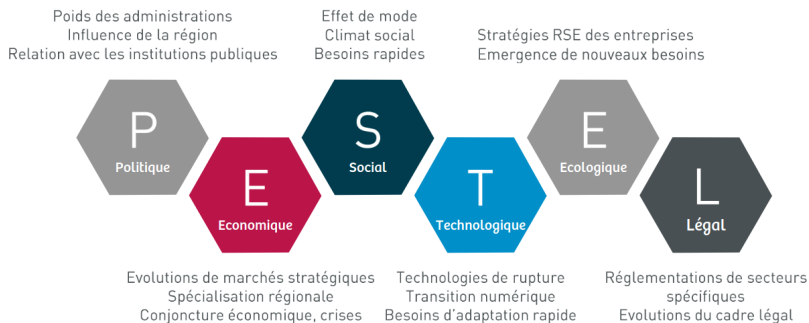 Poids des administrations
Influence de la région
Relation avec les institutions publiques
Effet de mode
Climat social
Besoins rapides
Stratégies RSE des entreprises
Emergence de nouveaux besoins
P
Politique
E
Economique
S
Social
T
Technologique
E
Ecologique
L
Légal
Evolutions de marchés stratégiques
Spécialisation régionale
Conjoncture économique, crises
Technologies de rupture
Transition numérique
Besoins d'adaptation rapide
Réglementations de secteurs
spécifiques
Evolutions du cadre légal